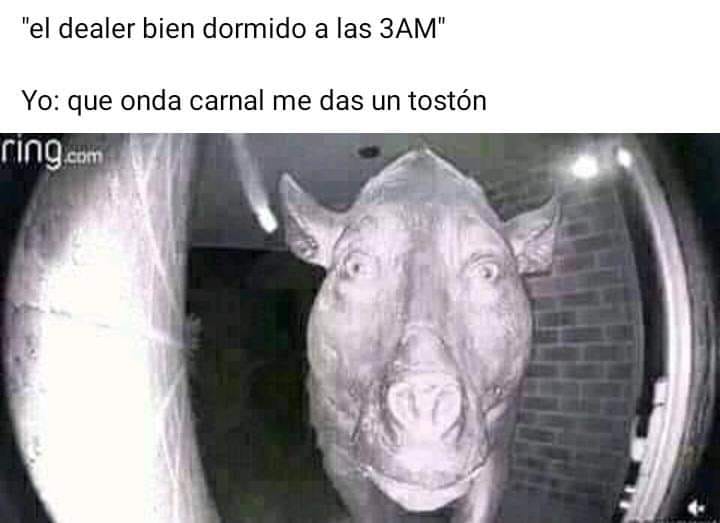 "el dealer bien dormido a las 3AM"
Yo: que onda carnal me das un tostón
ring.com